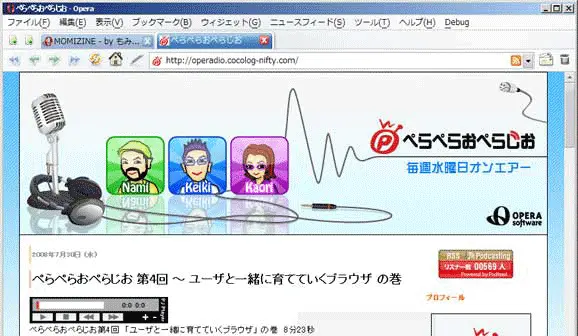 ぺらぺらおぺらじお - Opera
ファイル(F) 編集(E) 表示(V) ブックマーク(B) ウィジェット(G) ニュースフィード(S) ツール(T) ヘルプ(H) Debug
MOMIZINE - by もみ... ぺらぺらおぺらじお
http://operadio.cocolog-nifty.com/
ぺらぺらおぺらじお
毎週水曜日オンエアー
Nami Keiki Kaori
OPERA
software
2008年7月30日 (水)
RSS Podcasting
リスナー数 00569 人
Powered by
ぺらぺらおぺらじお 第4回 ～ ユーザと一緒に育てていくブラウザ の巻
プロフィール
0:0 0:0
ぺらぺらおぺらじお第4回 「ユーザと一緒に育てていくブラウザ」の巻 8分23秒